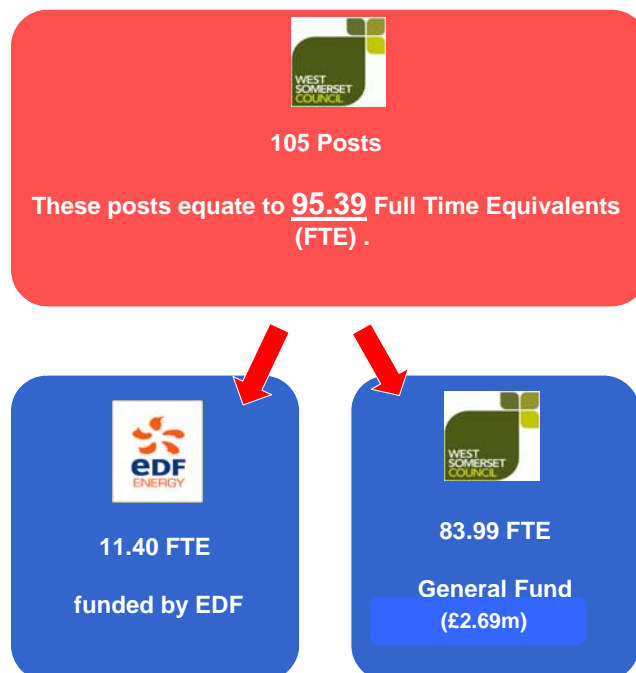 WEST
SOMERSET
COUNCIL
105 Posts
These posts equate to 95.39 Full Time Equivalents
(FTE) .
eDF
ENERGY
11.40 FTE
funded by EDF
WEST
SOMERSET
COUNCIL
83.99 FTE
General Fund
(£2.69m)